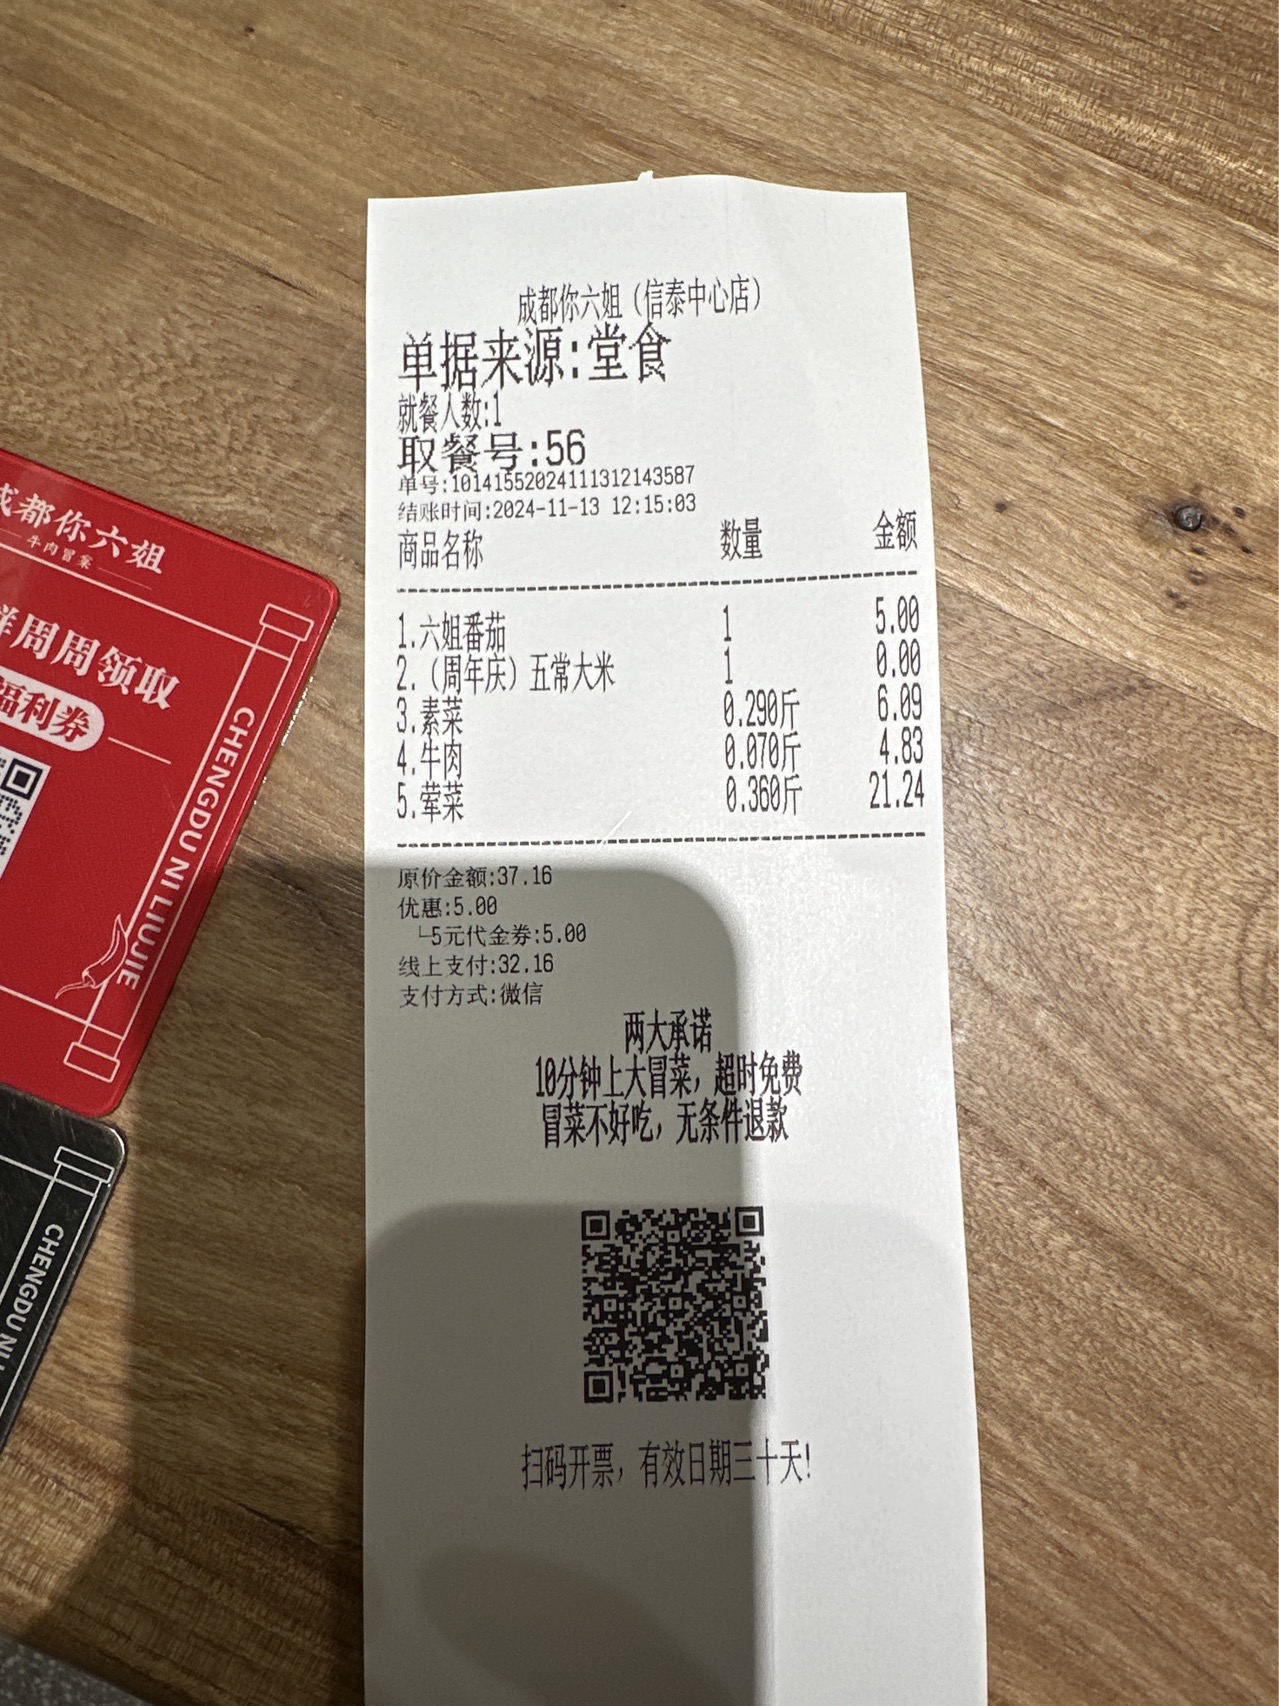 成都你六姐（信泰中心店）
单据来源:堂食
就餐人数:1
取餐号:56
单号:10141552024111312143587
结账时间:2024-11-13 12:15:03
商品名称 数量 金额
1.六姐番茄 1 5.00
2.（周年庆）五常大米 1 0.00
3.素菜 0.290斤 6.09
4.牛肉 0.070斤 4.83
5.荤菜 0.360斤 21.24
原价金额:37.16
优惠:5.00
└5元代金券:5.00
线上支付:32.16
支付方式:微信
两大承诺
10分钟上大冒菜，超时免费
冒菜不好吃，无条件退款
扫码开票，有效日期三十天!
成都你六姐
牛肉冒菜
周周领取
福利券
CHENGDU NI LIUJIE
CHENGDU NI